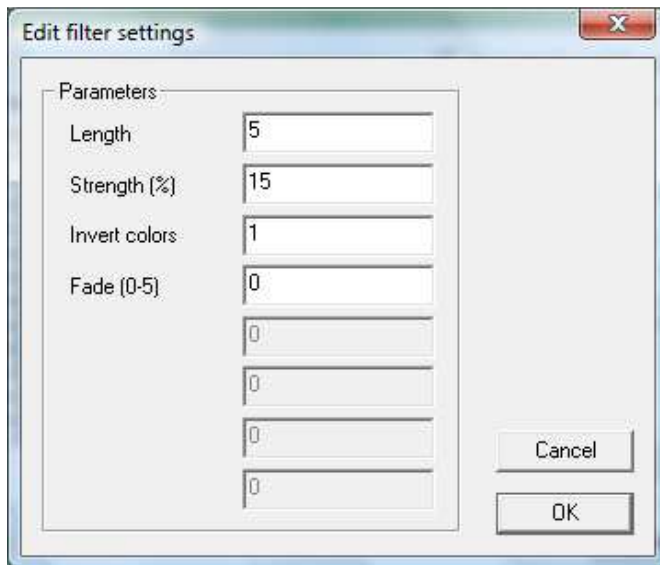 Edit filter settings
Parameters
Length 5
Strength (%) 15
Invert colors 1
Fade (0-5) 0
0
0
0
0
Cancel
OK